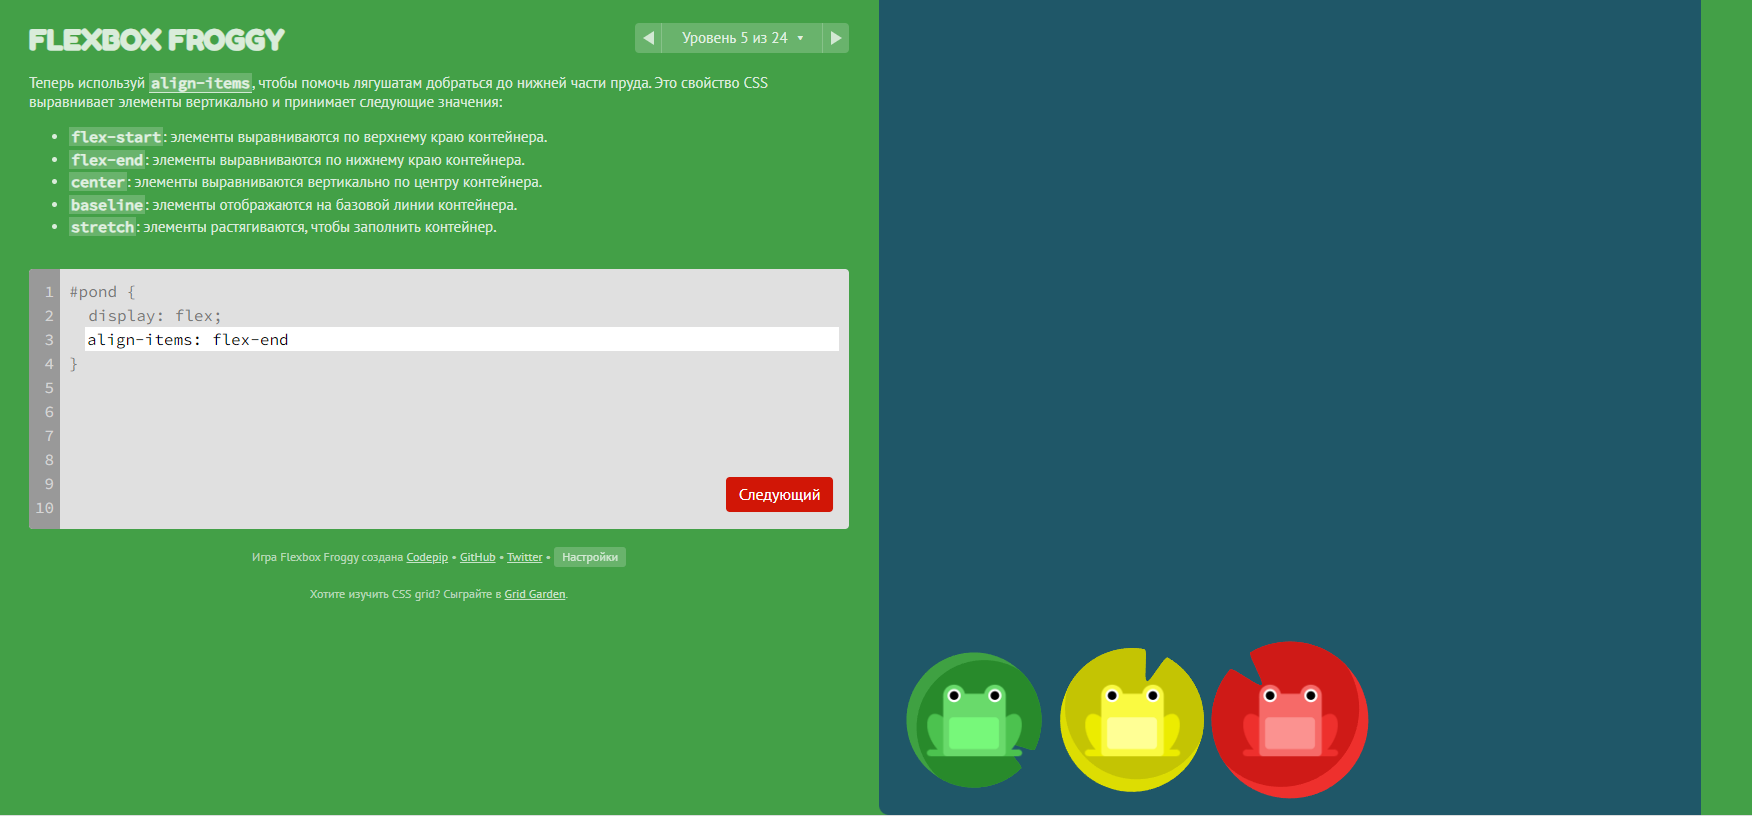 FLEXBOX FROGGY
Уровень 5 из 24
Теперь используй align-items, чтобы помочь лягушатам добраться до нижней части пруда. Это свойство CSS
выравнивает элементы вертикально и принимает следующие значения:
flex-start: элементы выравниваются по верхнему краю контейнера.
flex-end: элементы выравниваются по нижнему краю контейнера.
center: элементы выравниваются вертикально по центру контейнера.
baseline: элементы отображаются на базовой линии контейнера.
stretch: элементы растягиваются, чтобы заполнить контейнер.
1 #pond {
2 display: flex;
3 align-items: flex-end
4 }
5
6
7
8
9
10
Следующий
Игра Flexbox Froggy создана Codepip • GitHub • Twitter • Настройки
Хотите изучить CSS grid? Сыграйте в Grid Garden.